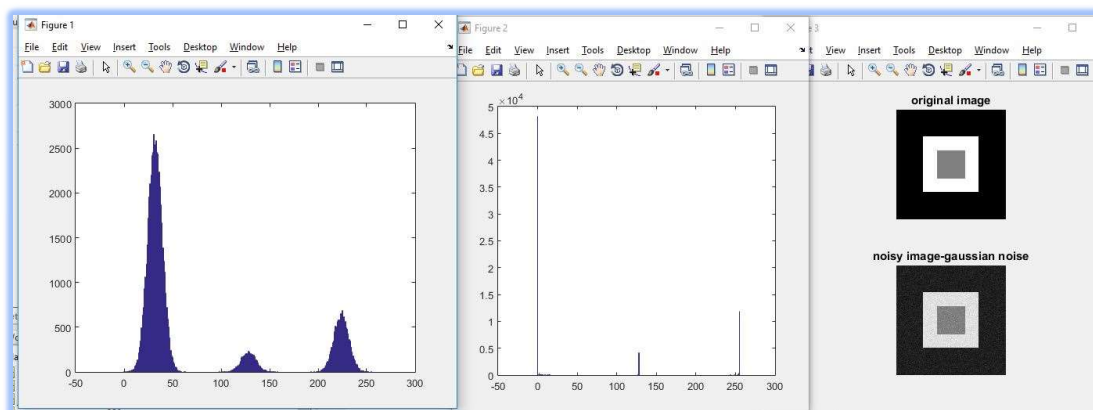 Figure 1
File Edit View Insert Tools Desktop Window Help
3000
2500
2000
1500
1000
500
0
-50 0 50 100 150 200 250 300
Figure 2
File Edit View Insert Tools Desktop Window Help
×10⁴
5
4.5
4
3.5
3
2.5
2
1.5
1
0.5
0
-50 0 50 100 150 200 250 300
3
View Insert Tools Desktop Window Help
original image
noisy image-gaussian noise